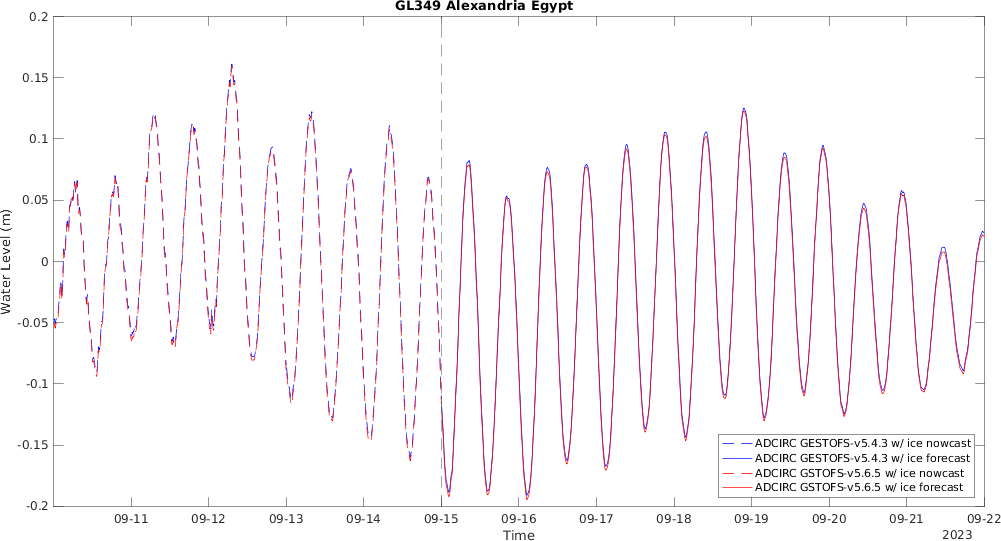 GL349 Alexandria Egypt
0.2
0.15
0.1
0.05
0
-0.05
-0.1
-0.15
-0.2
Water Level (m)
ADCIRC GESTOFS-v5.4.3 w/ ice nowcast
ADCIRC GESTOFS-v5.4.3 w/ ice forecast
ADCIRC GSTOFS-v5.6.5 w/ ice nowcast
ADCIRC GSTOFS-v5.6.5 w/ ice forecast
09-11 09-12 09-13 09-14 09-15 09-16 09-17 09-18 09-19 09-20 09-21 09-22
Time
2023